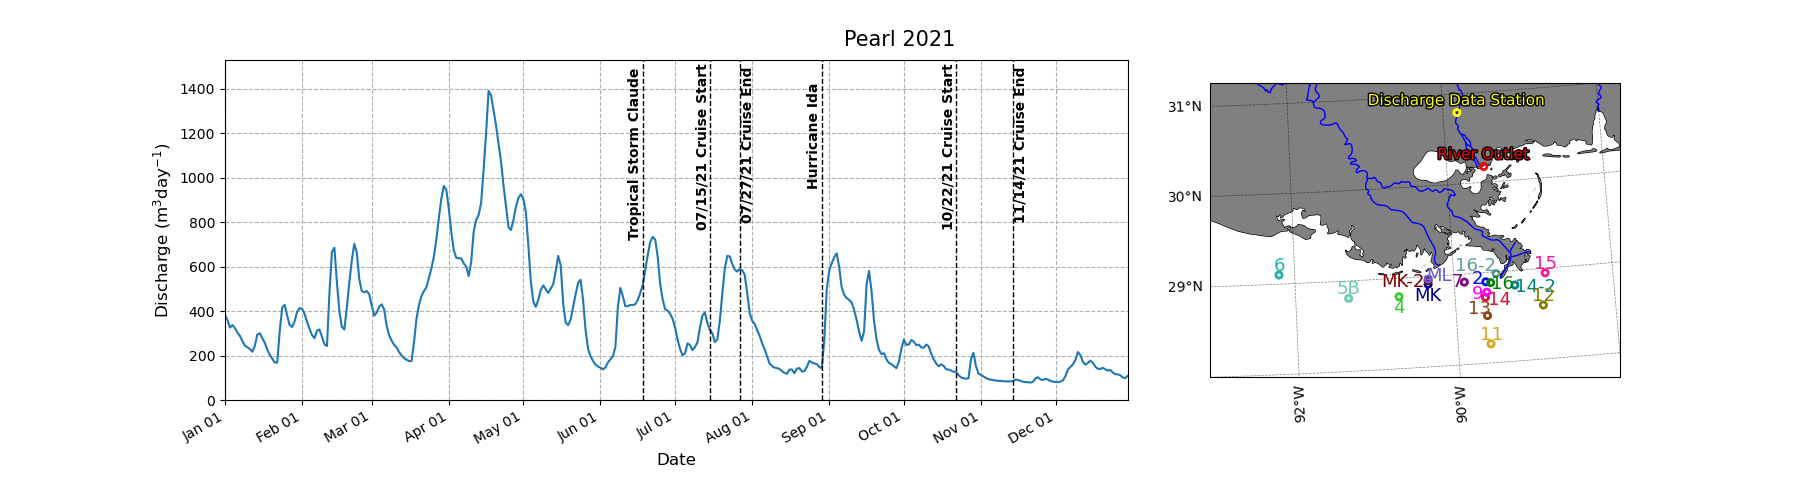 Pearl 2021
Discharge (m³day⁻¹)
1400
1200
1000
800
600
400
200
0
Tropical Storm Claude
07/15/21 Cruise Start
07/27/21 Cruise End
Hurricane Ida
10/22/21 Cruise Start
11/14/21 Cruise End
Jan 01
Feb 01
Mar 01
Apr 01
May 01
Jun 01
Jul 01
Aug 01
Sep 01
Oct 01
Nov 01
Dec 01
Date
31°N
30°N
29°N
92°W
90°W
Discharge Data Station
River Outlet
6
5B
4
MK-2
MK
ML
7
16-2
2
16
14-2
15
12
9
14
13
11